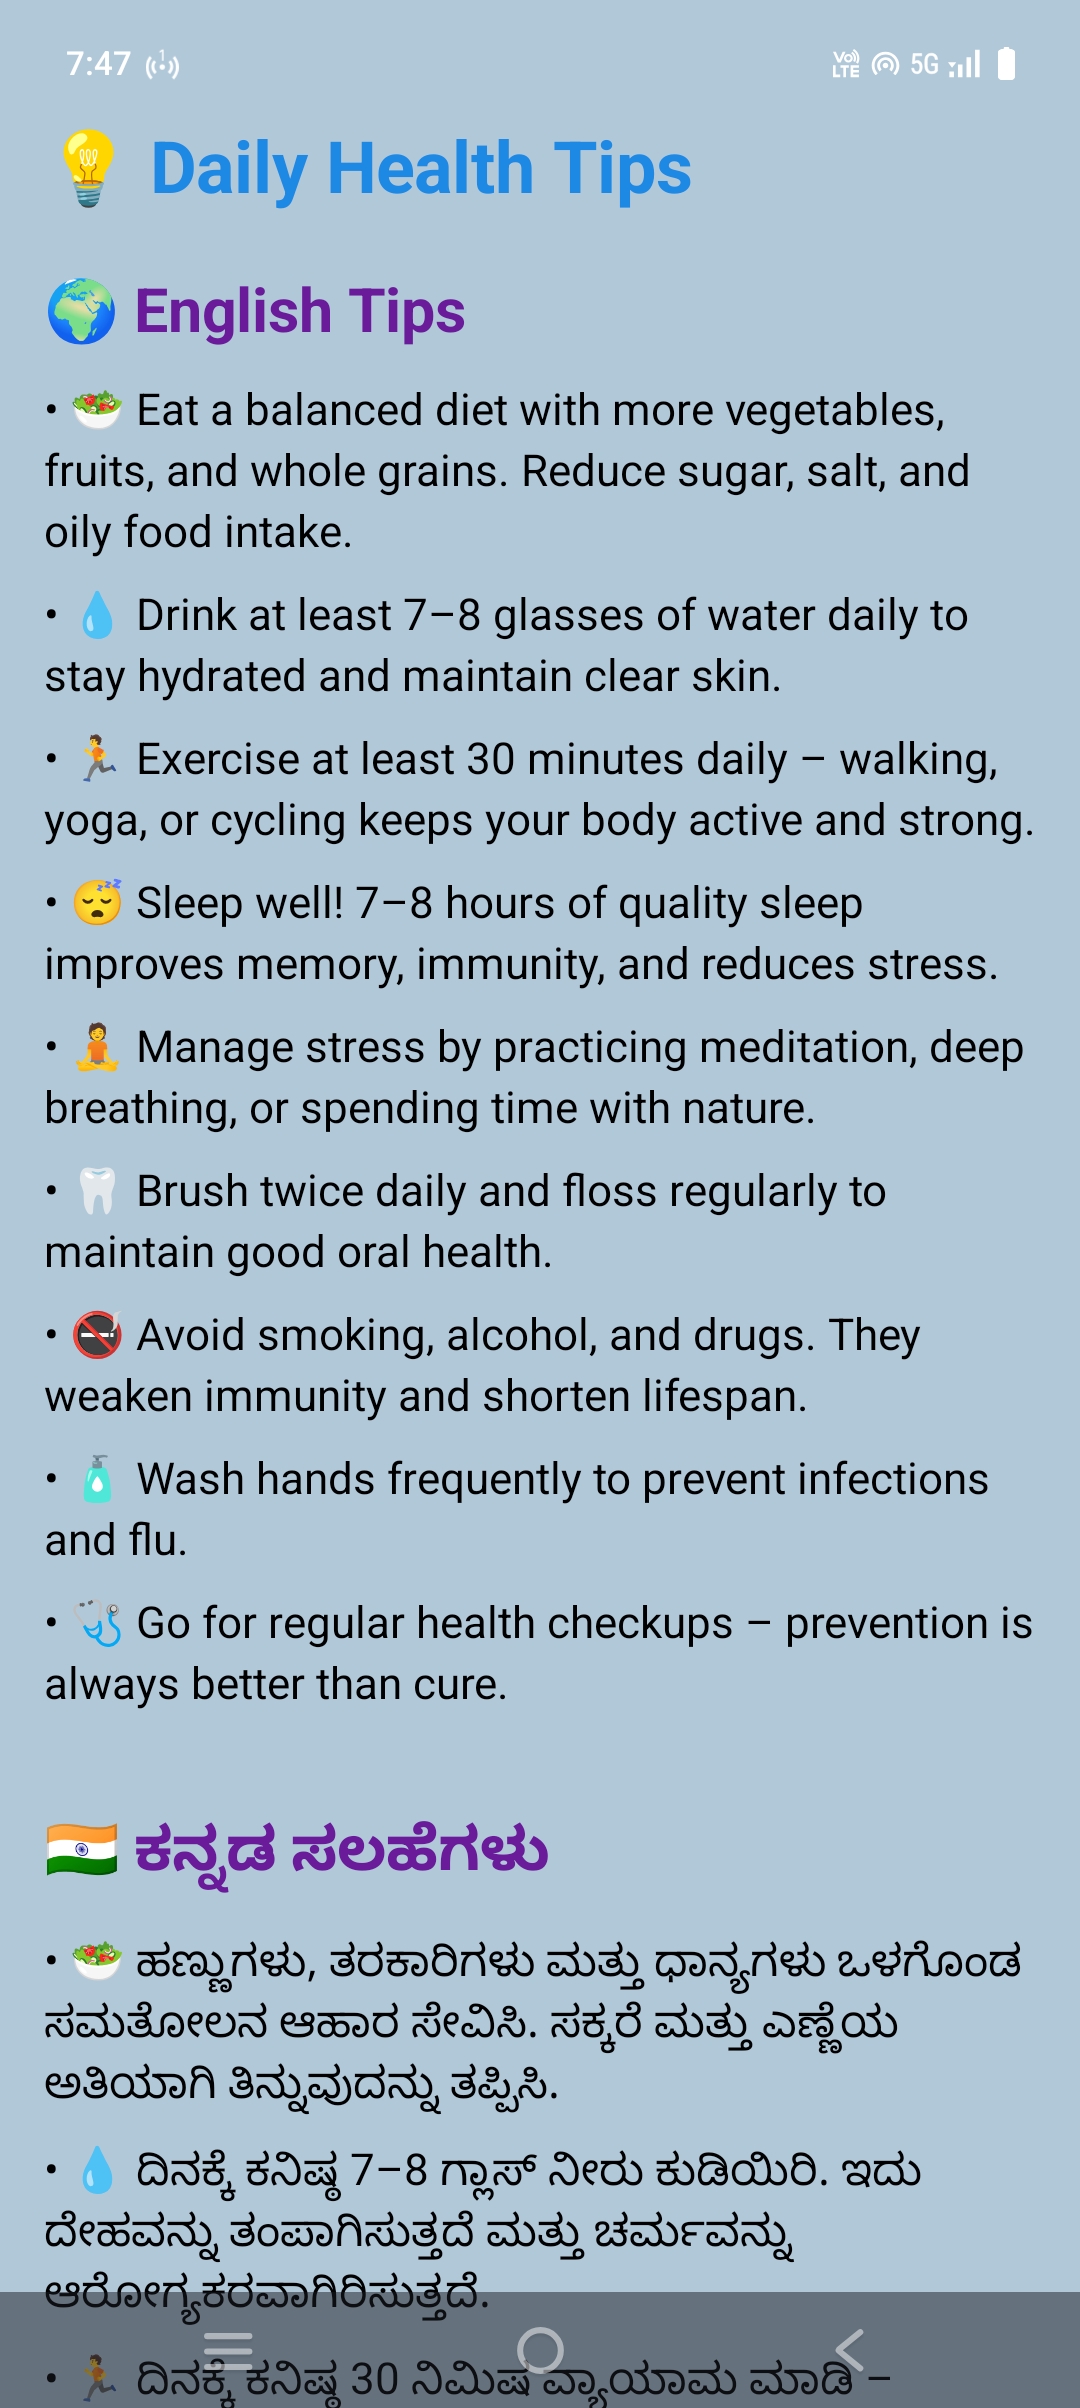 7:47
Vo)) LTE 5G
Daily Health Tips
English Tips
• Eat a balanced diet with more vegetables,
fruits, and whole grains. Reduce sugar, salt, and
oily food intake.
• Drink at least 7–8 glasses of water daily to
stay hydrated and maintain clear skin.
• Exercise at least 30 minutes daily – walking,
yoga, or cycling keeps your body active and strong.
• Sleep well! 7–8 hours of quality sleep
improves memory, immunity, and reduces stress.
• Manage stress by practicing meditation, deep
breathing, or spending time with nature.
• Brush twice daily and floss regularly to
maintain good oral health.
• Avoid smoking, alcohol, and drugs. They
weaken immunity and shorten lifespan.
• Wash hands frequently to prevent infections
and flu.
• Go for regular health checkups – prevention is
always better than cure.
ಕನ್ನಡ ಸಲಹೆಗಳು
• ಹಣ್ಣುಗಳು, ತರಕಾರಿಗಳು ಮತ್ತು ಧಾನ್ಯಗಳು ಒಳಗೊಂಡ
ಸಮತೋಲನ ಆಹಾರ ಸೇವಿಸಿ. ಸಕ್ಕರೆ ಮತ್ತು ಎಣ್ಣೆಯ
ಅತಿಯಾಗಿ ತಿನ್ನುವುದನ್ನು ತಪ್ಪಿಸಿ.
• ದಿನಕ್ಕೆ ಕನಿಷ್ಠ 7–8 ಗ್ಲಾಸ್ ನೀರು ಕುಡಿಯಿರಿ. ಇದು
ದೇಹವನ್ನು ತಂಪಾಗಿಸುತ್ತದೆ ಮತ್ತು ಚರ್ಮವನ್ನು
ಆರೋಗ್ಯಕರವಾಗಿರಿಸುತ್ತದೆ.
• ದಿನಕ್ಕೆ ಕನಿಷ್ಠ 30 ನಿಮಿಷ ವ್ಯಾಯಾಮ ಮಾಡಿ –